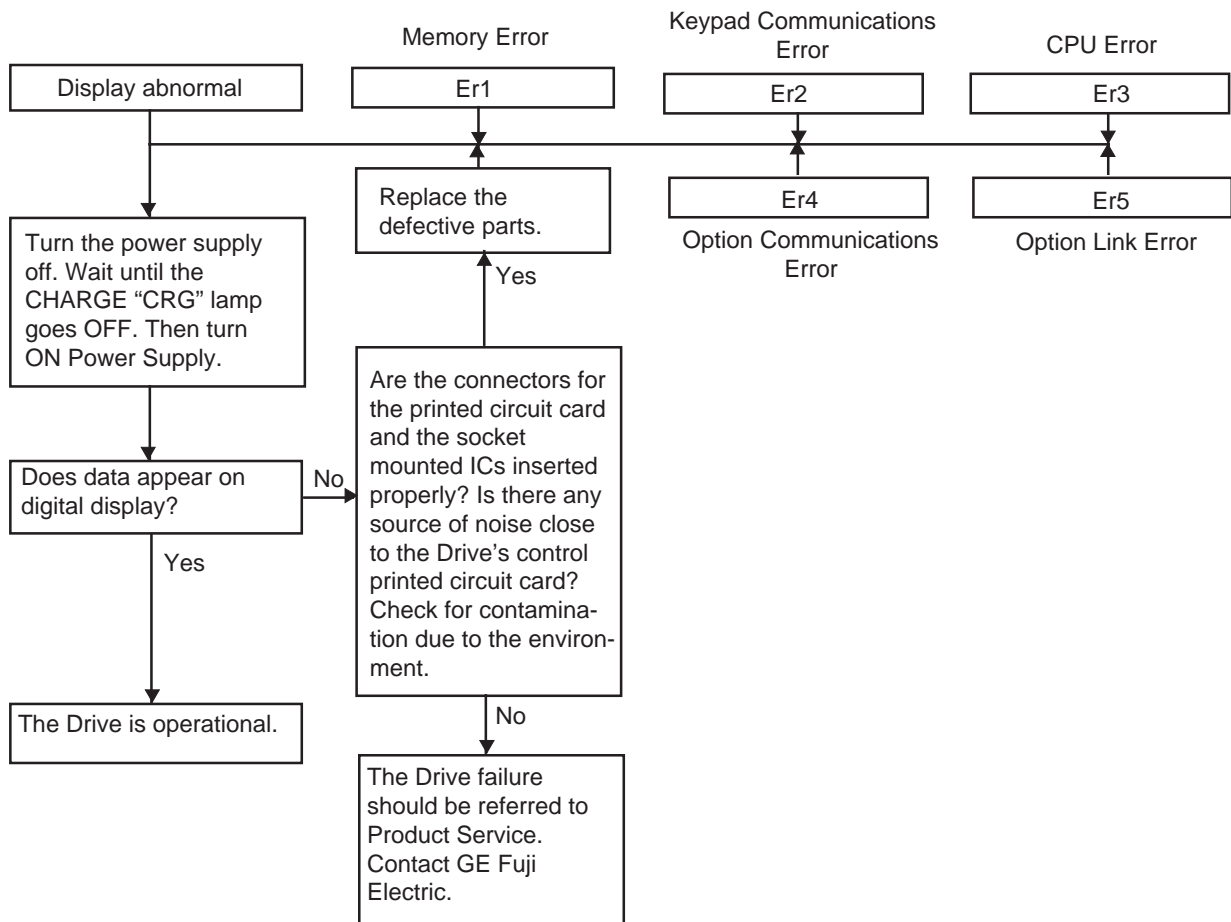 Memory Error
Keypad Communications
Error
CPU Error
Display abnormal
Er1
Er2
Er3
Replace the
defective parts.
Er4
Er5
Option Communications
Error
Option Link Error
Turn the power supply
off. Wait until the
CHARGE “CRG” lamp
goes OFF. Then turn
ON Power Supply.
Yes
Are the connectors for
the printed circuit card
and the socket
mounted ICs inserted
properly? Is there any
source of noise close
to the Drive’s control
printed circuit card?
Check for contamina-
tion due to the environ-
ment.
Does data appear on
digital display?
No
Yes
The Drive is operational.
No
The Drive failure
should be referred to
Product Service.
Contact GE Fuji
Electric.